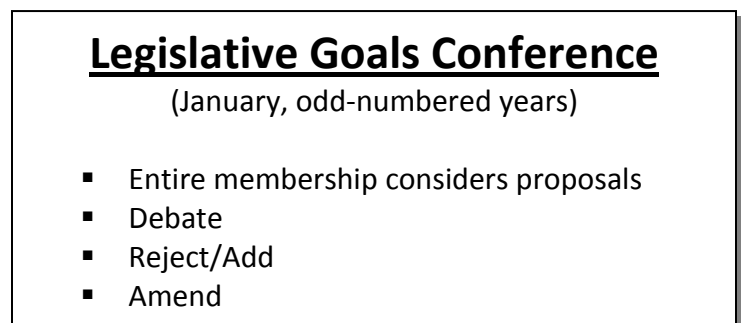 Legislative Goals Conference
(January, odd-numbered years)
▪ Entire membership considers proposals
▪ Debate
▪ Reject/Add
▪ Amend